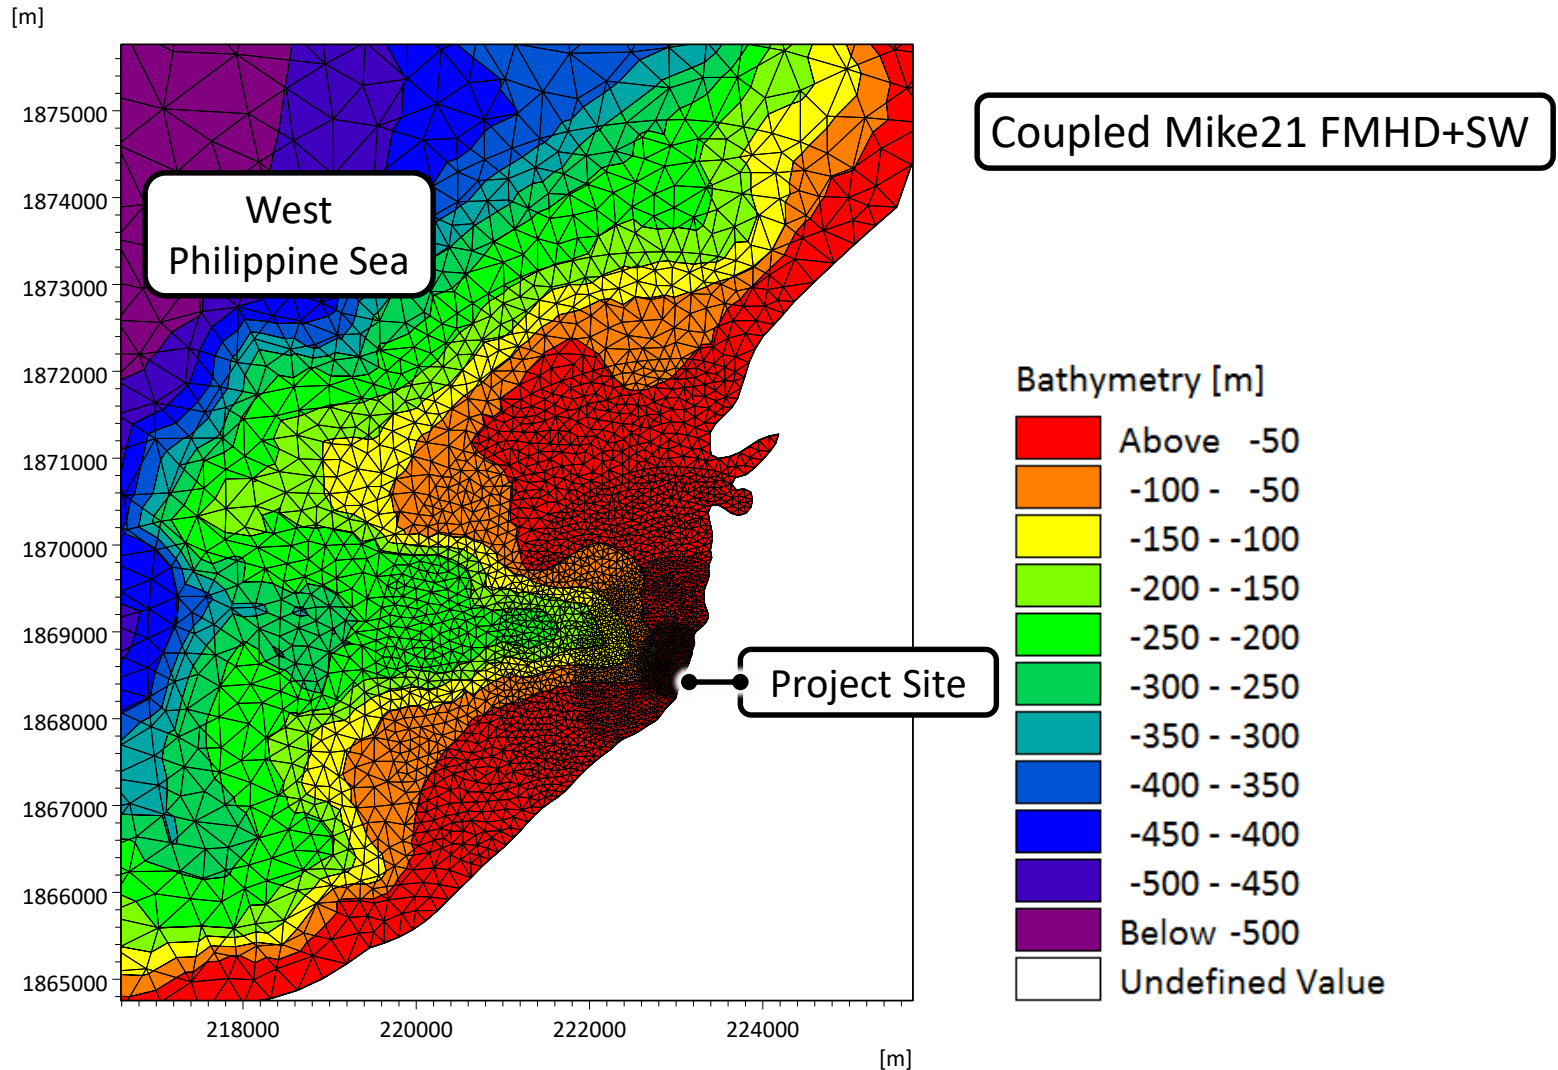 [m]
1875000
1874000
1873000
1872000
1871000
1870000
1869000
1868000
1867000
1866000
1865000
218000 220000 222000 224000
[m]
West
Philippine Sea
Project Site
Coupled Mike21 FMHD+SW
Bathymetry [m]
Above -50
-100 - -50
-150 - -100
-200 - -150
-250 - -200
-300 - -250
-350 - -300
-400 - -350
-450 - -400
-500 - -450
Below -500
Undefined Value